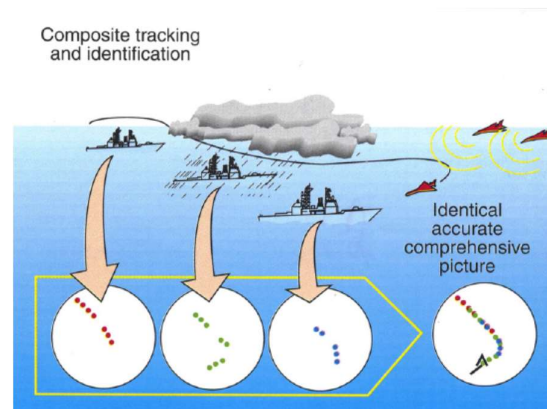 Composite tracking
and identification
Identical
accurate
comprehensive
picture